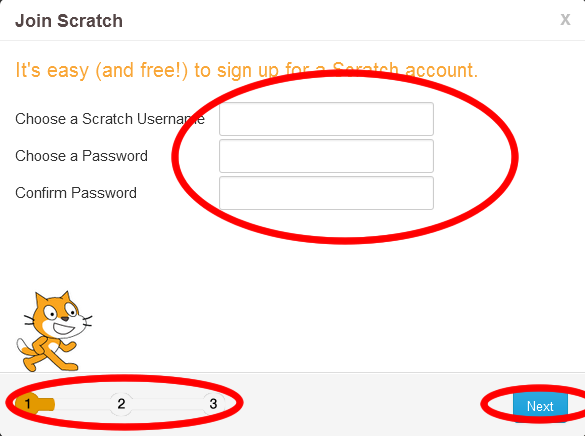 Join Scratch
X
It's easy (and free!) to sign up for a Scratch account.
Choose a Scratch Username
Choose a Password
Confirm Password
1 2 3
Next